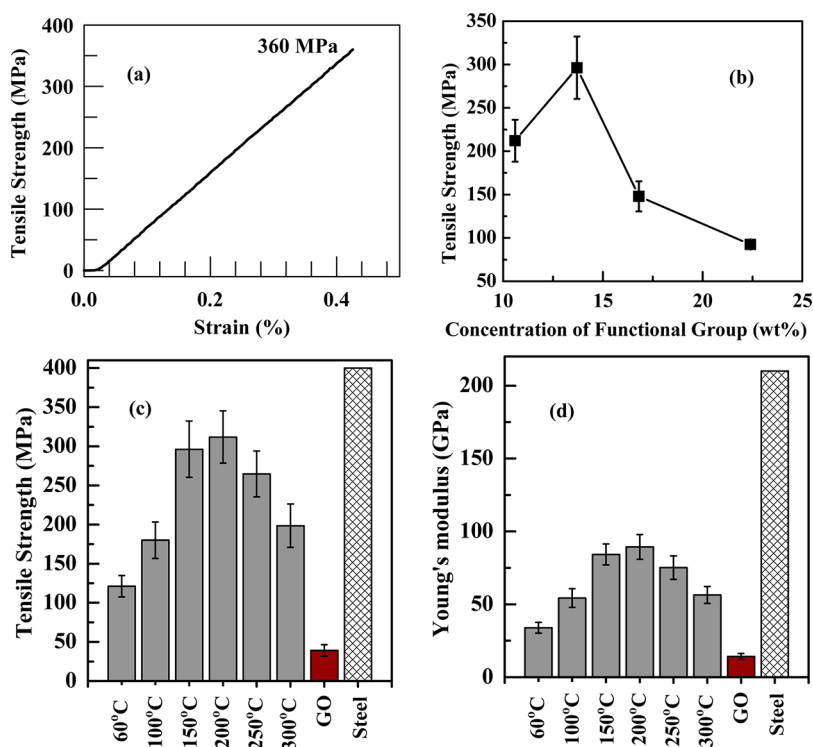 360 MPa
(a)
Tensile Strength (MPa)
400
300
200
100
0
0.0 0.2 0.4
Strain (%)
(b)
Tensile Strength (MPa)
350
300
250
200
150
100
50
10 15 20 25
Concentration of Functional Group (wt%)
(c)
Tensile Strength (MPa)
400
350
300
250
200
150
100
50
0
60°C
100°C
150°C
200°C
250°C
300°C
GO
Steel
(d)
Young's modulus (GPa)
200
150
100
50
0
60°C
100°C
150°C
200°C
250°C
300°C
GO
Steel